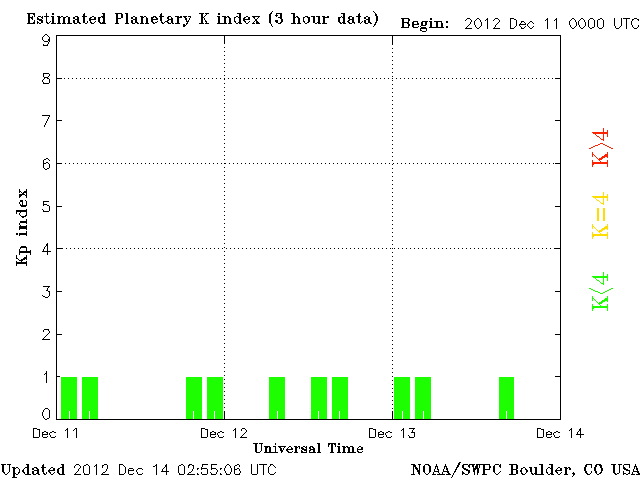 Estimated Planetary K index (3 hour data) Begin: 2012 Dec 11 0000 UTC
9
8
7
6
5
4
3
2
1
0
Kp index
K>4
K=4
K<4
Dec 11 Dec 12 Dec 13 Dec 14
Universal Time
Updated 2012 Dec 14 02:55:06 UTC NOAA/SWPC Boulder, CO USA